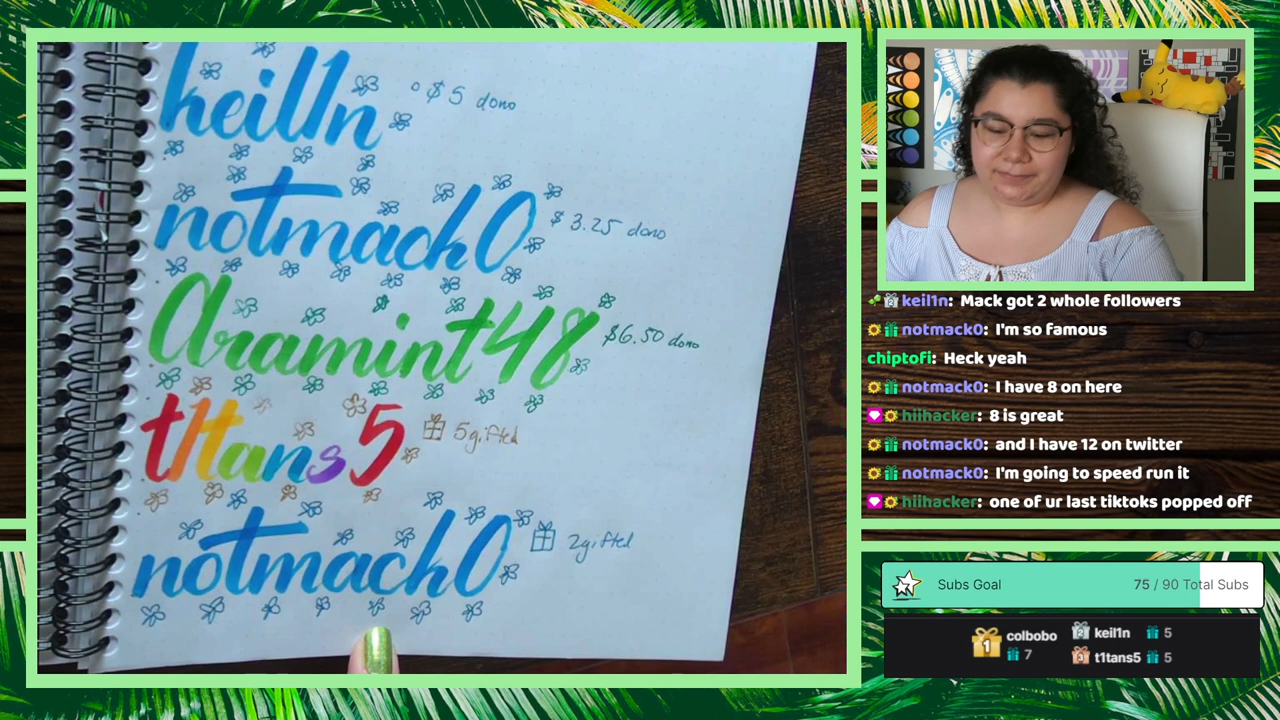 keil1n $5 dono
notmack0 $3.25 dono
Aramint48 $6.50 dono
t1tans5 5 gifted
notmack0 2 gifted
keil1n: Mack got 2 whole followers
notmack0: I'm so famous
chiptofi: Heck yeah
notmack0: I have 8 on here
hiihacker: 8 is great
notmack0: and I have 12 on twitter
notmack0: I'm going to speed run it
hiihacker: one of ur last tiktoks popped off
Subs Goal 75 / 90 Total Subs
1 colbobo 7
2 keil1n 5
3 t1tans5 5